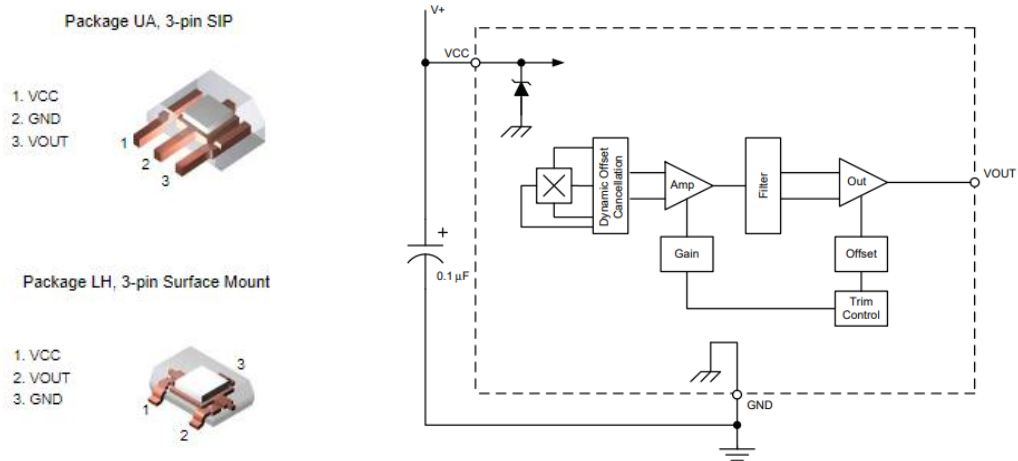 Package UA, 3-pin SIP
1. VCC
2. GND
3. VOUT
1
2
3
Package LH, 3-pin Surface Mount
1. VCC
2. VOUT
3. GND
1
2
3
V+
VCC
+
0.1 µF
Dynamic Offset
Cancellation
Amp
Gain
Filter
Out
Offset
Trim
Control
VOUT
GND